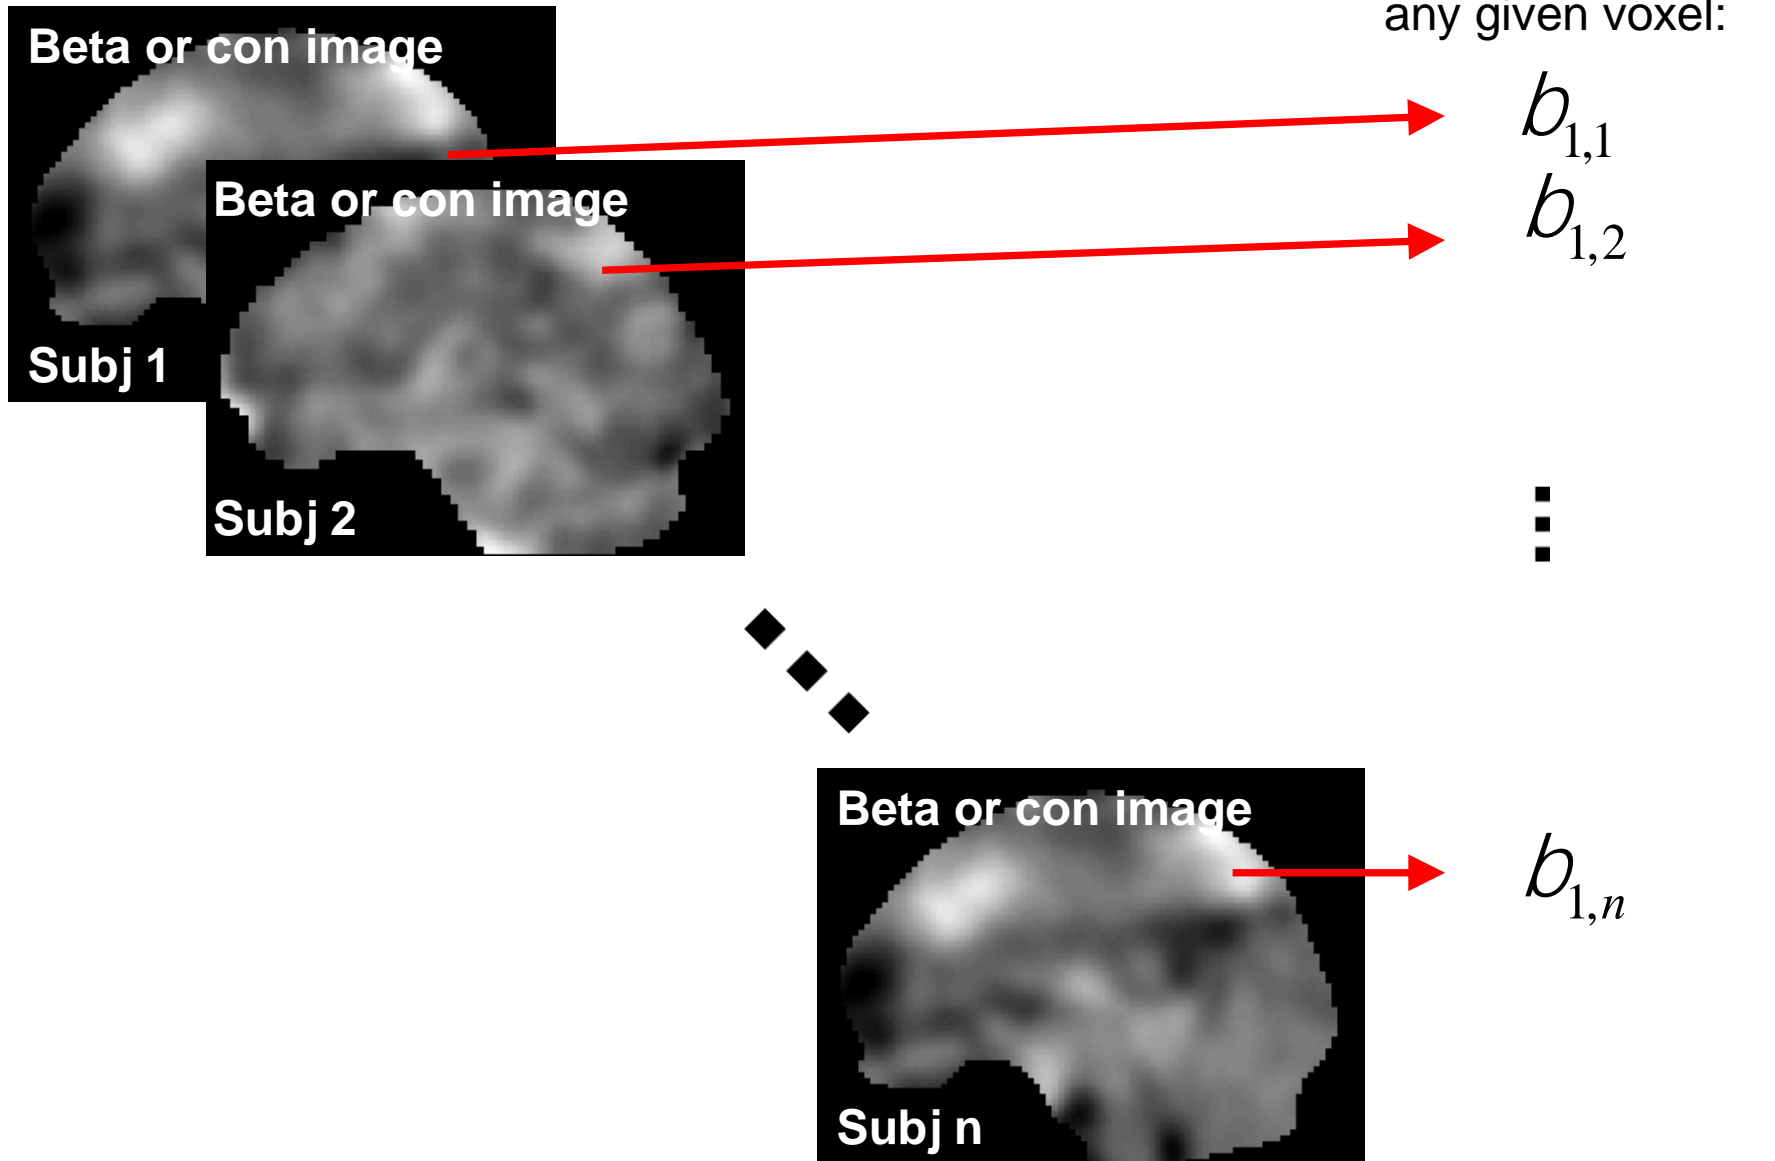 any given voxel:
Beta or con image
b1,1
b1,2
Beta or con image
Subj 1
Subj 2
Beta or con image
b1,n
Subj n